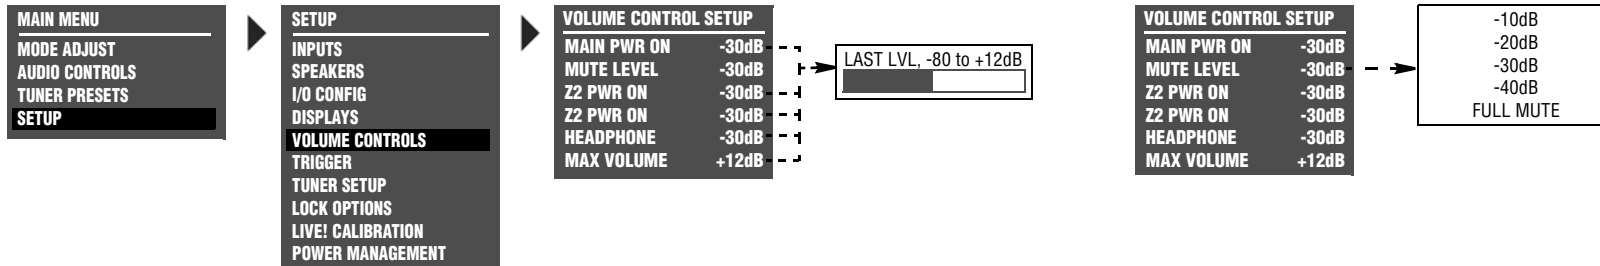 MAIN MENU
MODE ADJUST
AUDIO CONTROLS
TUNER PRESETS
SETUP
SETUP
INPUTS
SPEAKERS
I/O CONFIG
DISPLAYS
VOLUME CONTROLS
TRIGGER
TUNER SETUP
LOCK OPTIONS
LIVE! CALIBRATION
POWER MANAGEMENT
VOLUME CONTROL SETUP
MAIN PWR ON -30dB
MUTE LEVEL -30dB
Z2 PWR ON -30dB
Z2 PWR ON -30dB
HEADPHONE -30dB
MAX VOLUME +12dB
LAST LVL, -80 to +12dB
VOLUME CONTROL SETUP
MAIN PWR ON -30dB
MUTE LEVEL -30dB
Z2 PWR ON -30dB
Z2 PWR ON -30dB
HEADPHONE -30dB
MAX VOLUME +12dB
-10dB
-20dB
-30dB
-40dB
FULL MUTE